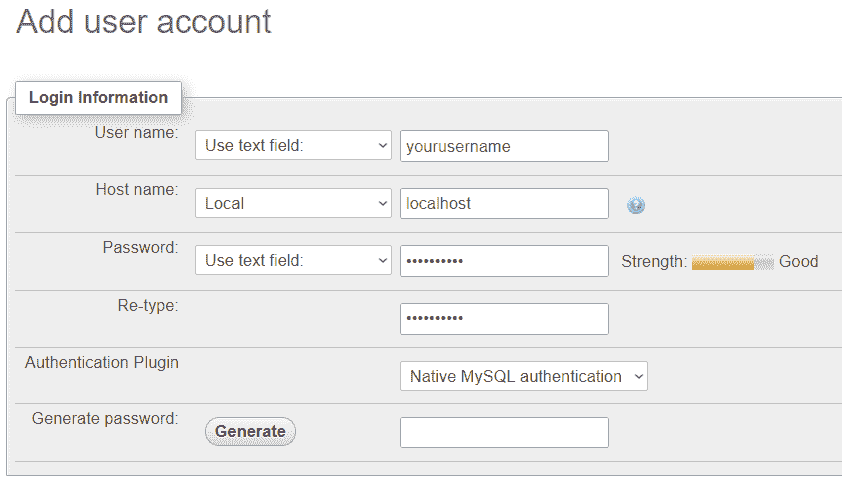 Add user account
Login Information
User name: Use text field: yourusername
Host name: Local localhost
Password: Use text field: •••••••••• Strength: Good
Re-type: ••••••••••
Authentication Plugin Native MySQL authentication
Generate password: Generate